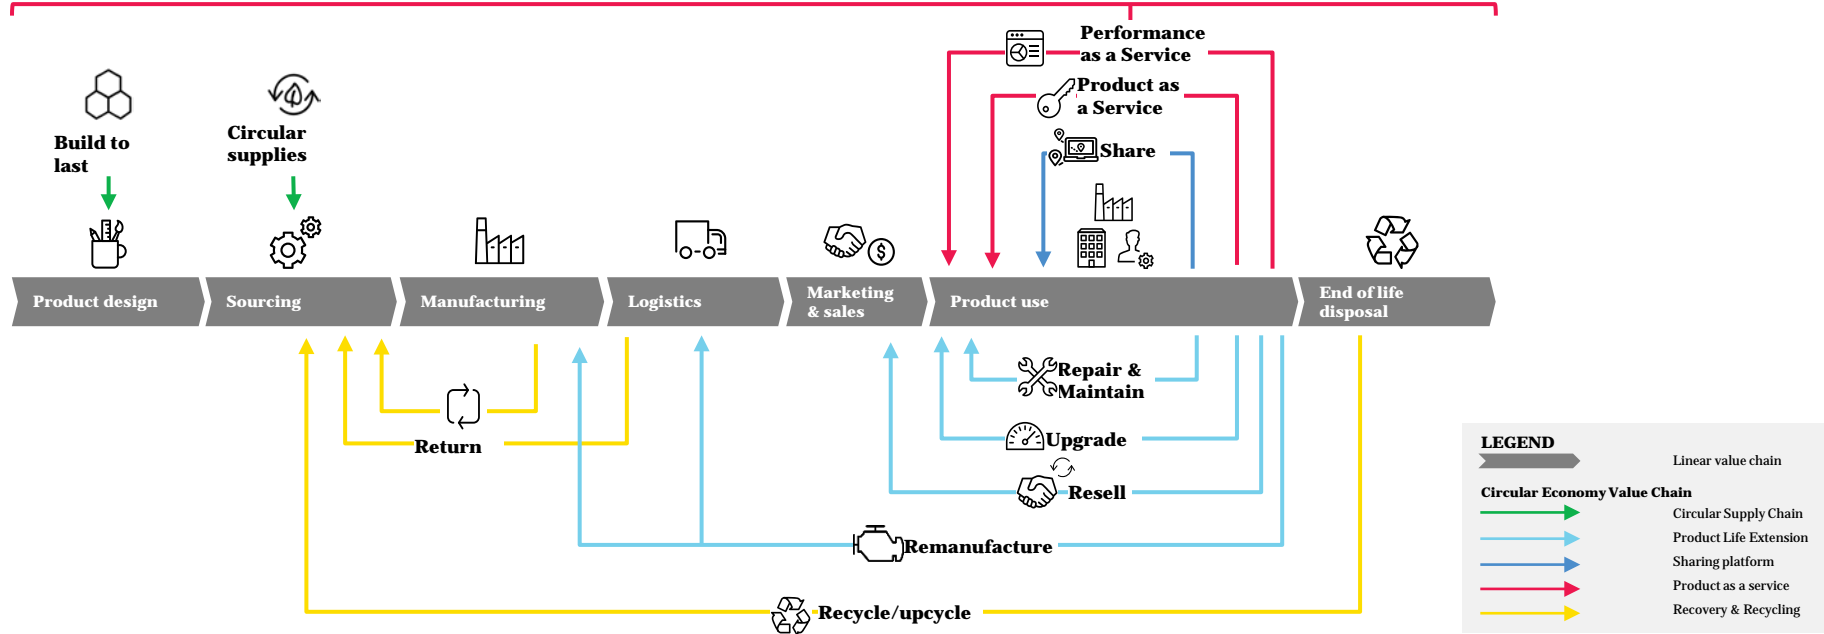 Performance
as a Service
Product as
a Service
Build to
last
Circular
supplies
Share
Product design
Sourcing
Manufacturing
Logistics
Marketing
& sales
Product use
End of life
disposal
Repair &
Maintain
Return
Upgrade
Resell
Remanufacture
Recycle/upcycle
LEGEND
Linear value chain
Circular Economy Value Chain
Circular Supply Chain
Product Life Extension
Sharing platform
Product as a service
Recovery & Recycling